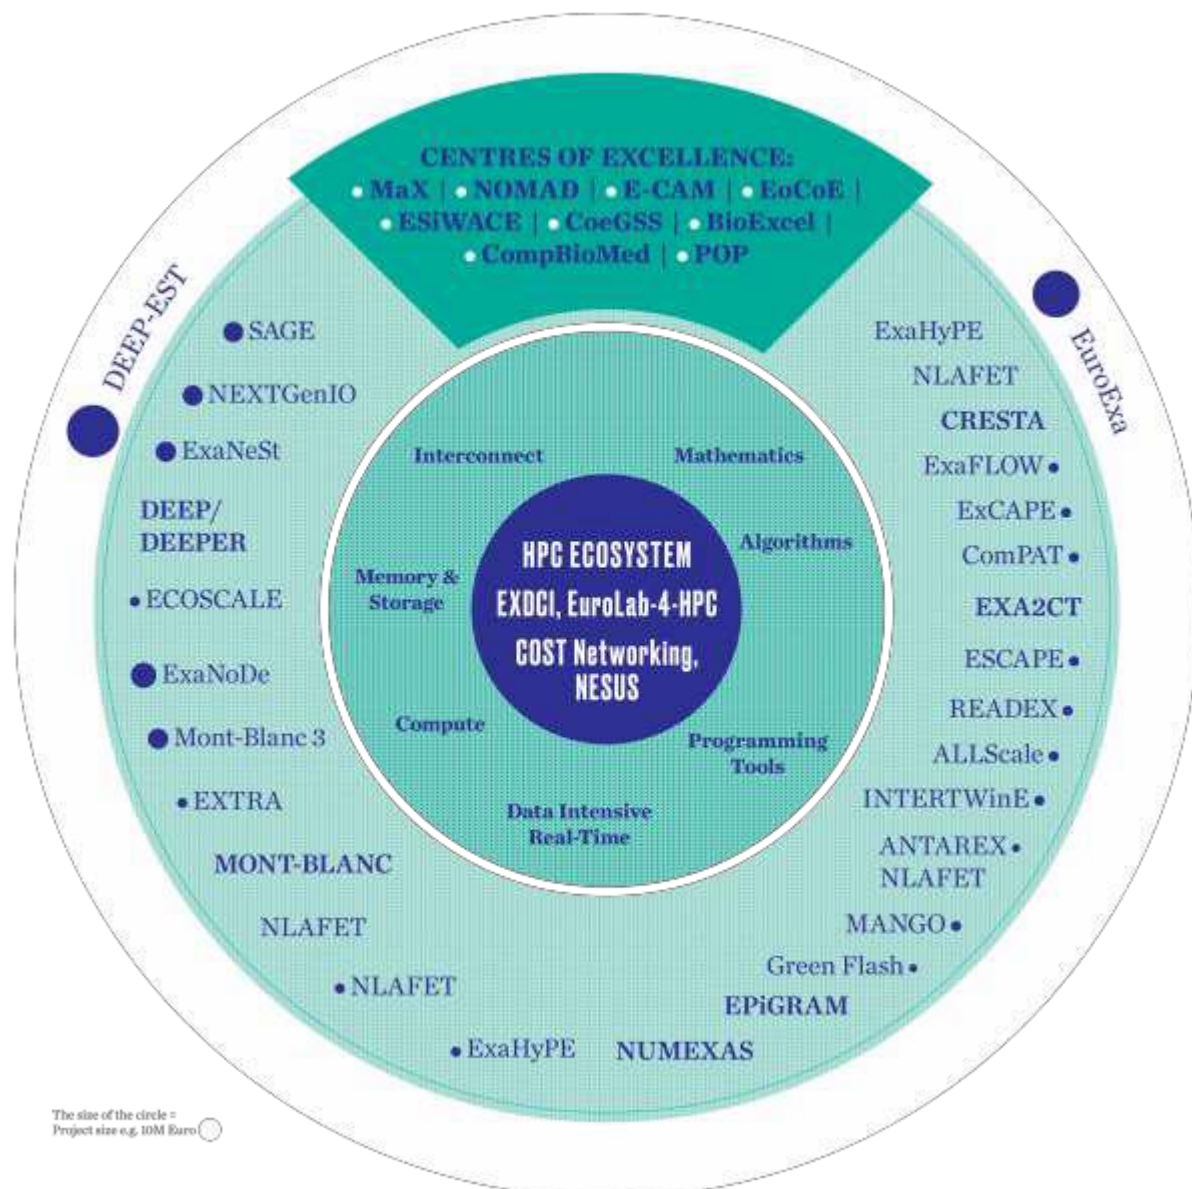 CENTRES OF EXCELLENCE:
• MaX | • NOMAD | • E-CAM | • EoCoE |
• ESiWACE | • CoeGSS | • BioExcel |
• CompBioMed | • POP
DEEP-EST
• SAGE
• NEXTGenIO
• ExaNeSt
DEEP/
DEEPER
• ECOSCALE
• ExaNoDe
• Mont-Blanc 3
• EXTRA
MONT-BLANC
NLAFET
• NLAFET
• ExaHyPE
NUMEXAS
EuroExa
ExaHyPE
NLAFET
CRESTA
ExaFLOW •
ExCAPE •
ComPAT •
EXA2CT
ESCAPE •
READEX •
ALLScale •
INTERTWinE •
ANTAREX •
NLAFET
MANGO •
Green Flash •
EPiGRAM
Interconnect
Mathematics
Algorithms
Memory &
Storage
Compute
Programming
Tools
Data Intensive
Real-Time
HPC ECOSYSTEM
EXDCI, EuroLab-4-HPC
COST Networking,
NESUS
The size of the circle =
Project size e.g. 10M Euro